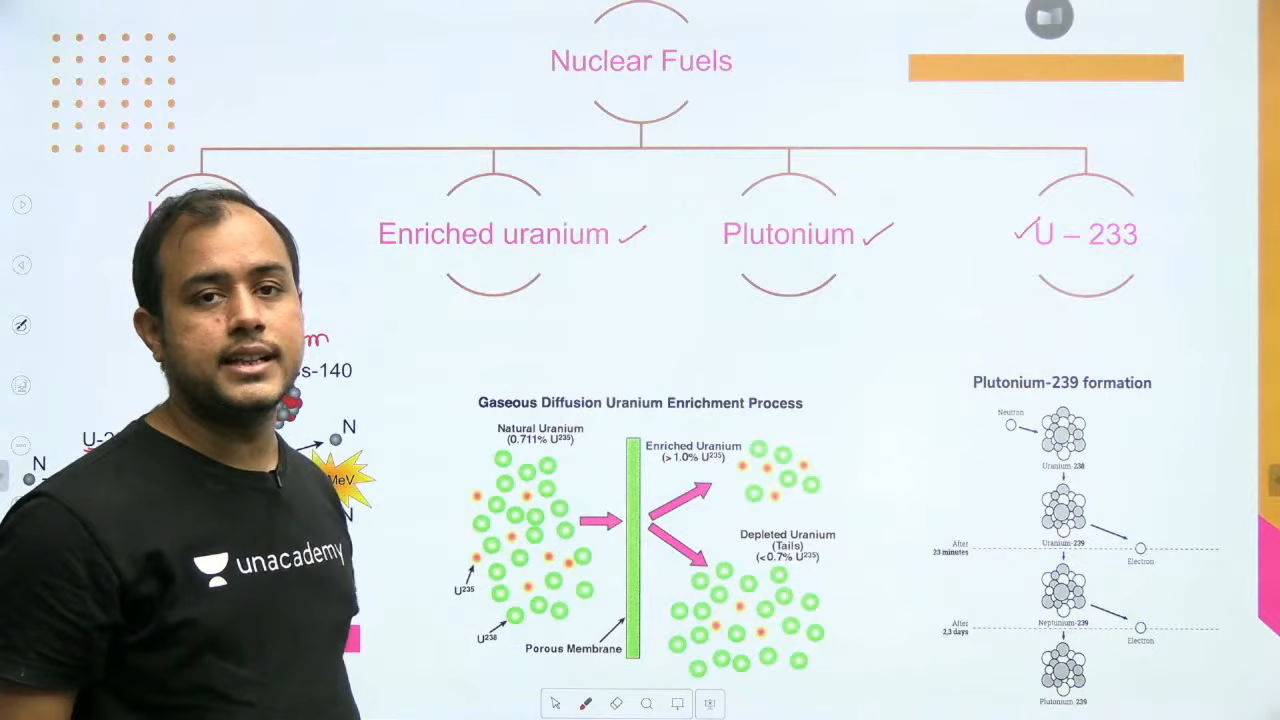 Nuclear Fuels
Enriched uranium
Plutonium
U – 233
s-140
N
N
MeV
N
unacademy
Gaseous Diffusion Uranium Enrichment Process
Natural Uranium
(0.711% U235)
Enriched Uranium
(> 1.0% U235)
Depleted Uranium
(Tails)
(< 0.7% U235)
U235
U238
Porous Membrane
Plutonium-239 formation
Neutron
Uranium-238
Uranium-239
After
23 minutes
Electron
Neptunium-239
After
2,3 days
Electron
Plutonium-239